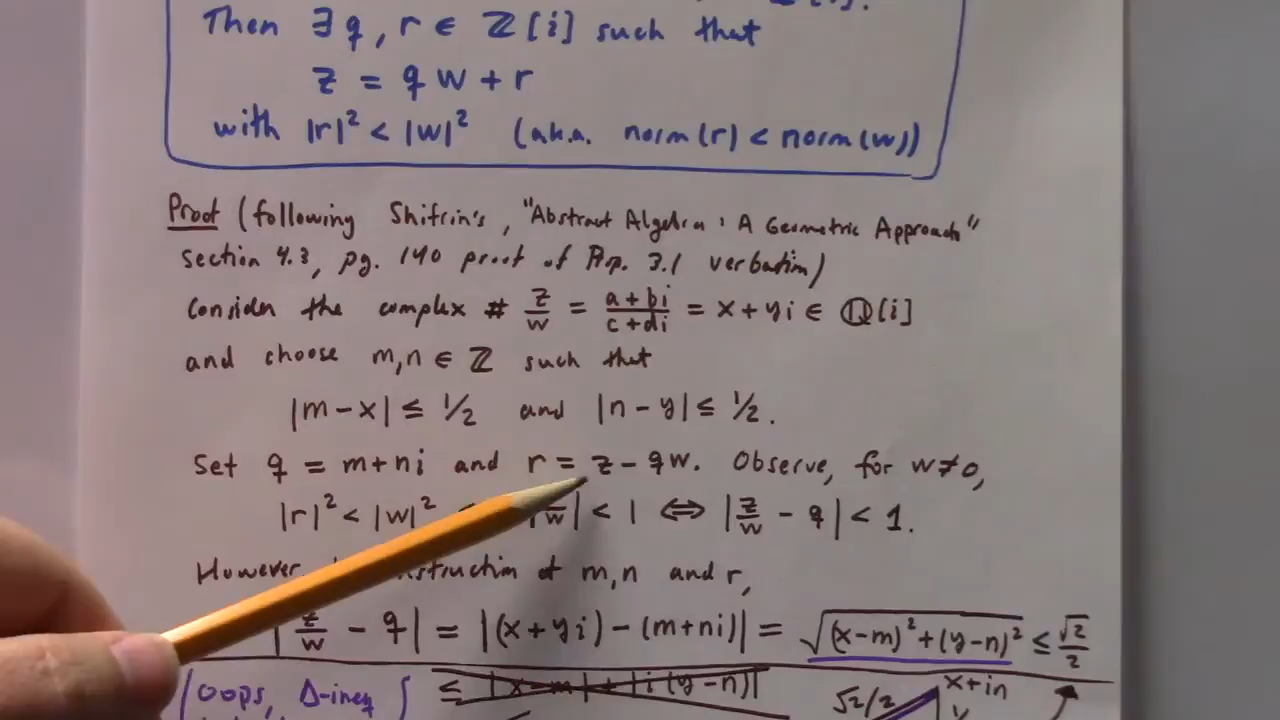 Then ∃ q, r ∈ ℤ[i] such that
z = q w + r
with |r|² < |w|² (a.k.a. norm(r) < norm(w))
Proof (following Shifrin's, "Abstract Algebra: A Geometric Approach"
section 4.3, pg. 140 proof of Prop. 3.1 verbatim)
Consider the complex # z/w = (a+bi)/(c+di) = x + yi ∈ ℚ[i]
and choose m,n ∈ ℤ such that
|m-x| ≤ 1/2 and |n-y| ≤ 1/2.
Set q = m+ni and r = z - qw. Observe, for w≠0,
|r|² < |w|² w| < 1 ⟺ |z/w - q| < 1.
However of m,n and r,
|z/w - q| = |(x+yi)-(m+ni)| = √((x-m)²+(y-n)²) ≤ √2/2
(oops, Δ-ineq ≤ |x-m| + |i(y-n)|
√2/2 x+in